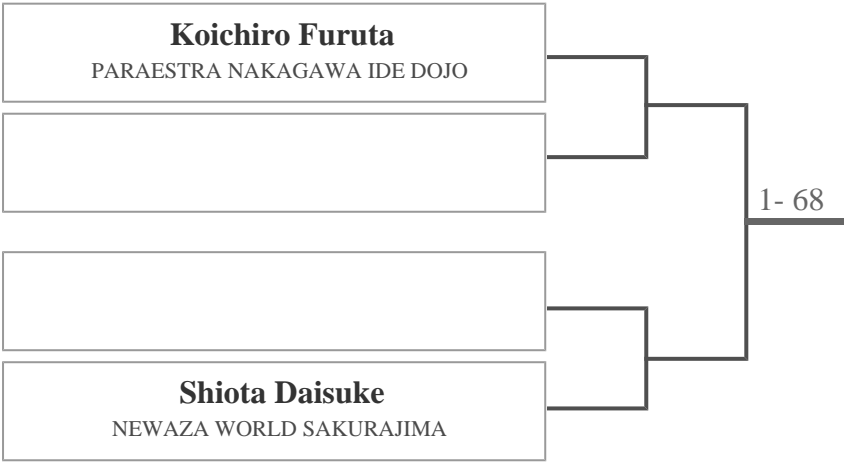 Koichiro Furuta
PARAESTRA NAKAGAWA IDE DOJO
1- 68
Shiota Daisuke
NEWAZA WORLD SAKURAJIMA